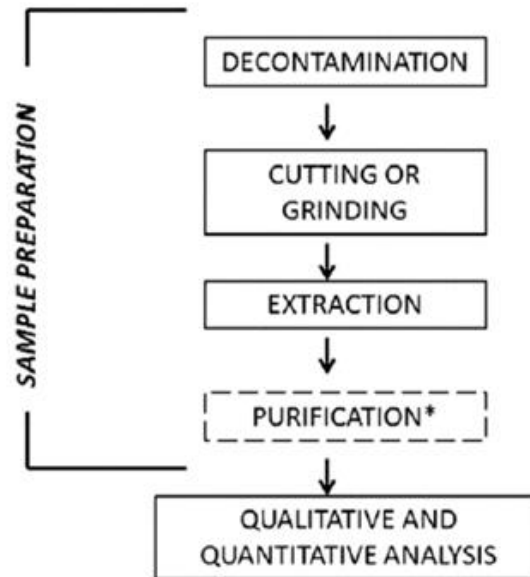 SAMPLE PREPARATION
DECONTAMINATION
CUTTING OR
GRINDING
EXTRACTION
PURIFICATION*
QUALITATIVE AND
QUANTITATIVE ANALYSIS